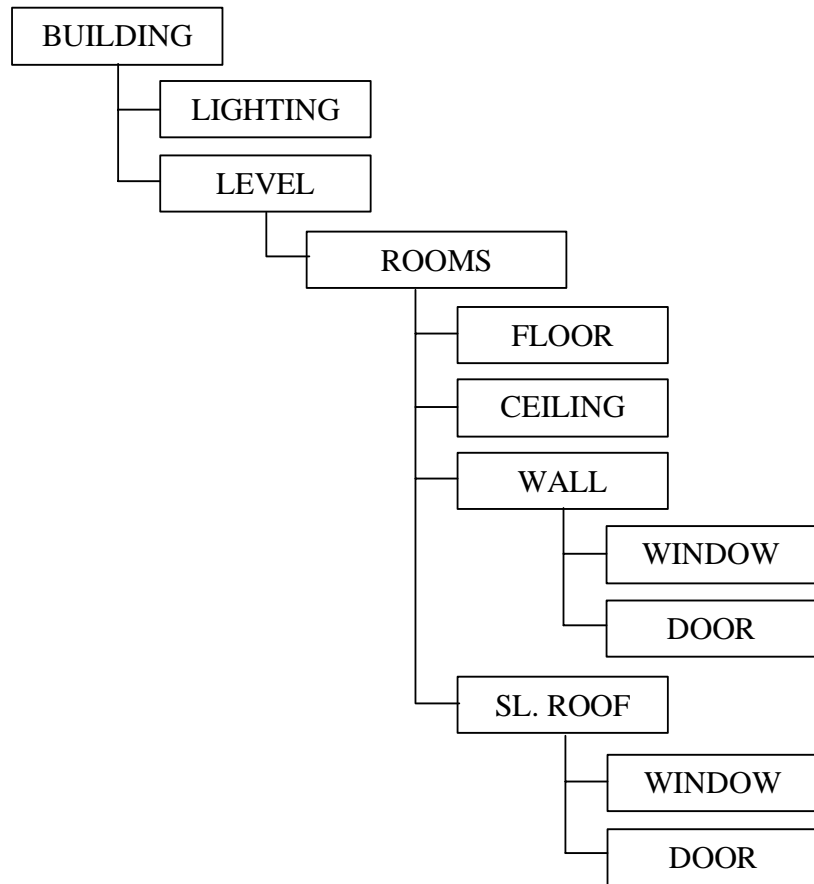 BUILDING
LIGHTING
LEVEL
ROOMS
FLOOR
CEILING
WALL
WINDOW
DOOR
SL. ROOF
WINDOW
DOOR